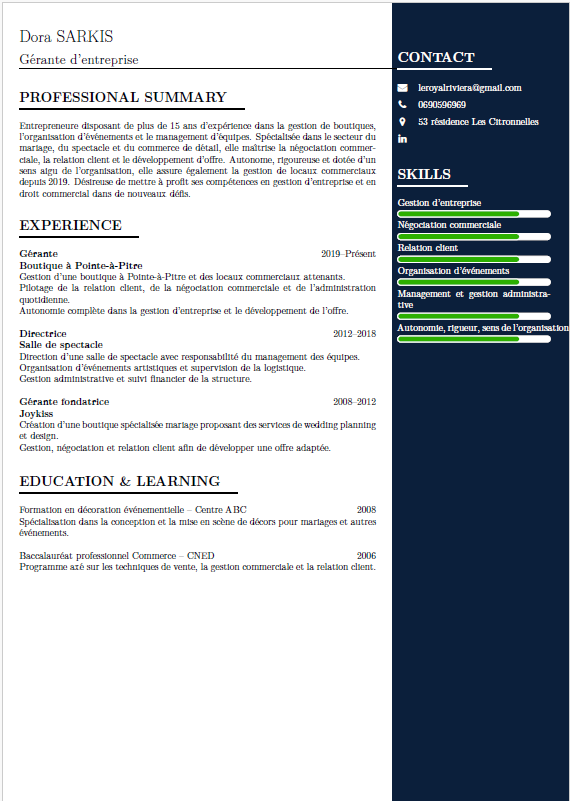 Dora SARKIS
Gérante d'entreprise
PROFESSIONAL SUMMARY
Entrepreneure disposant de plus de 15 ans d'expérience dans la gestion de boutiques,
l'organisation d'événements et le management d'équipes. Spécialisée dans le secteur du
mariage, du spectacle et du commerce de détail, elle maîtrise la négociation commer-
ciale, la relation client et le développement d'offre. Autonome, rigoureuse et dotée d'un
sens aigu de l'organisation, elle assure également la gestion de locaux commerciaux
depuis 2019. Désireuse de mettre à profit ses compétences en gestion d'entreprise et en
droit commercial dans de nouveaux défis.
EXPERIENCE
Gérante 2019–Présent
Boutique à Pointe-à-Pitre
Gestion d'une boutique à Pointe-à-Pitre et des locaux commerciaux attenants.
Pilotage de la relation client, de la négociation commerciale et de l'administration
quotidienne.
Autonomie complète dans la gestion d'entreprise et le développement de l'offre.
Directrice 2012–2018
Salle de spectacle
Direction d'une salle de spectacle avec responsabilité du management des équipes.
Organisation d'événements artistiques et supervision de la logistique.
Gestion administrative et suivi financier de la structure.
Gérante fondatrice 2008–2012
Joykiss
Création d'une boutique spécialisée mariage proposant des services de wedding planning
et design.
Gestion, négociation et relation client afin de développer une offre adaptée.
EDUCATION & LEARNING
Formation en décoration événementielle – Centre ABC 2008
Spécialisation dans la conception et la mise en scène de décors pour mariages et autres
événements.
Baccalauréat professionnel Commerce – CNED 2006
Programme axé sur les techniques de vente, la gestion commerciale et la relation client.
CONTACT
leroyalriviera@gmail.com
0690596969
53 résidence Les Citronnelles
in
SKILLS
Gestion d'entreprise
Négociation commerciale
Relation client
Organisation d'événements
Management et gestion administra-
tive
Autonomie, rigueur, sens de l'organisation